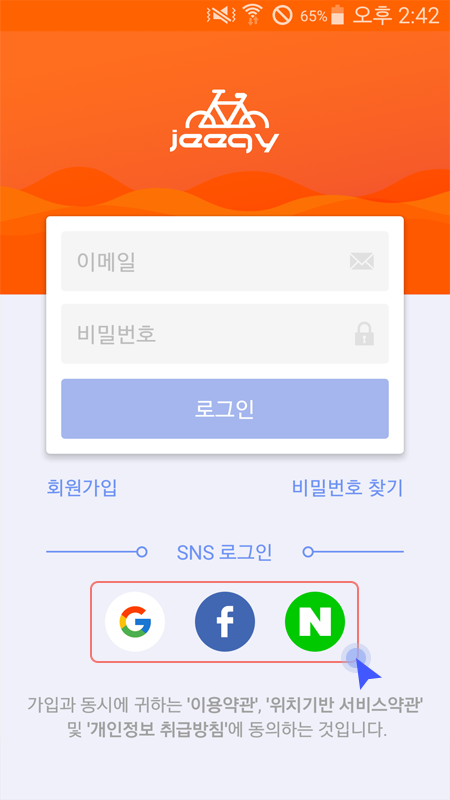 65% 오후 2:42
jeeqy
이메일
비밀번호
로그인
회원가입 비밀번호 찾기
SNS 로그인
G f N
가입과 동시에 귀하는 '이용약관', '위치기반 서비스약관'
및 '개인정보 취급방침'에 동의하는 것입니다.